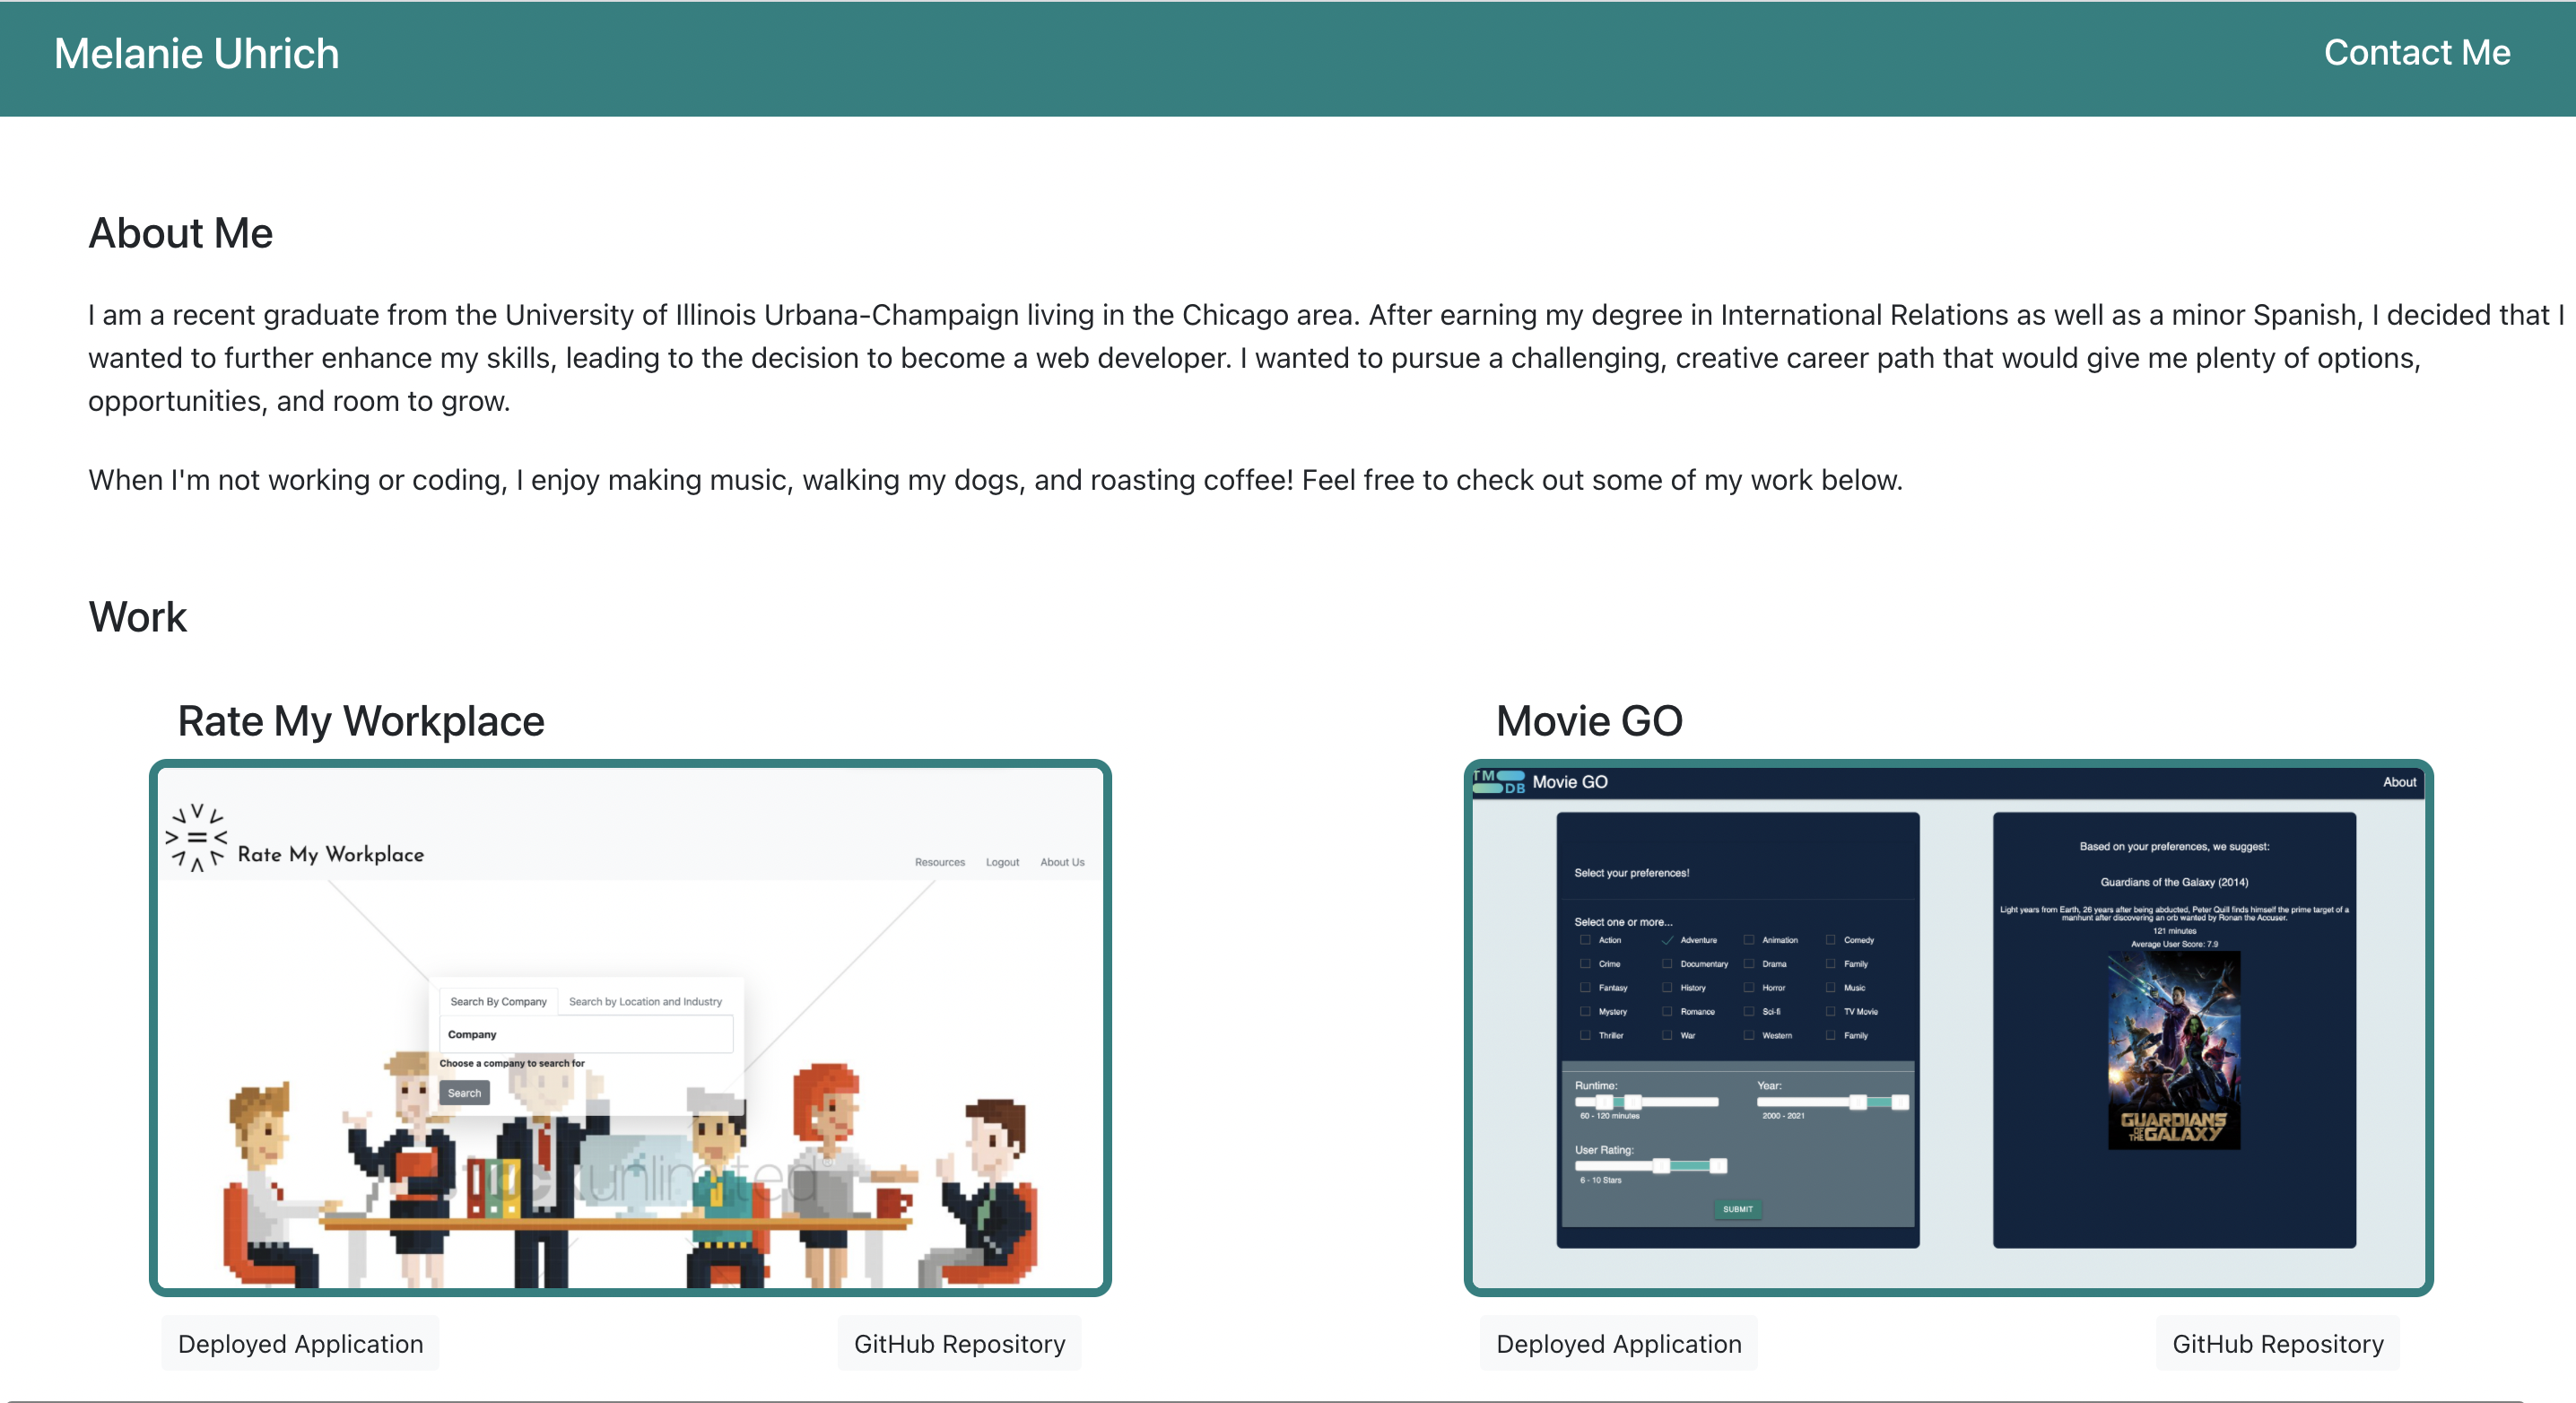 Melanie Uhrich
Contact Me
About Me
I am a recent graduate from the University of Illinois Urbana-Champaign living in the Chicago area. After earning my degree in International Relations as well as a minor Spanish, I decided that I
wanted to further enhance my skills, leading to the decision to become a web developer. I wanted to pursue a challenging, creative career path that would give me plenty of options,
opportunities, and room to grow.
When I'm not working or coding, I enjoy making music, walking my dogs, and roasting coffee! Feel free to check out some of my work below.
Work
Rate My Workplace
Rate My Workplace
Resources Logout About Us
Search By Company Search by Location and Industry
Company
Choose a company to search for
Search
Deployed Application GitHub Repository
Movie GO
TM
DB
Movie GO
About
Select your preferences!
Select one or more...
Action Adventure Animation Comedy
Crime Documentary Drama Family
Fantasy History Horror Music
Mystery Romance Sci-fi TV Movie
Thriller War Western Family
Runtime: Year:
60 - 120 minutes 2000 - 2021
User Rating:
6 - 10 Stars
SUBMIT
Based on your preferences, we suggest:
Guardians of the Galaxy (2014)
Light years from Earth, 26 years after being abducted, Peter Quill finds himself the prime target of a
manhunt after discovering an orb wanted by Ronan the Accuser.
121 minutes
Average User Score: 7.9
GUARDIANS
OF THE GALAXY
Deployed Application GitHub Repository